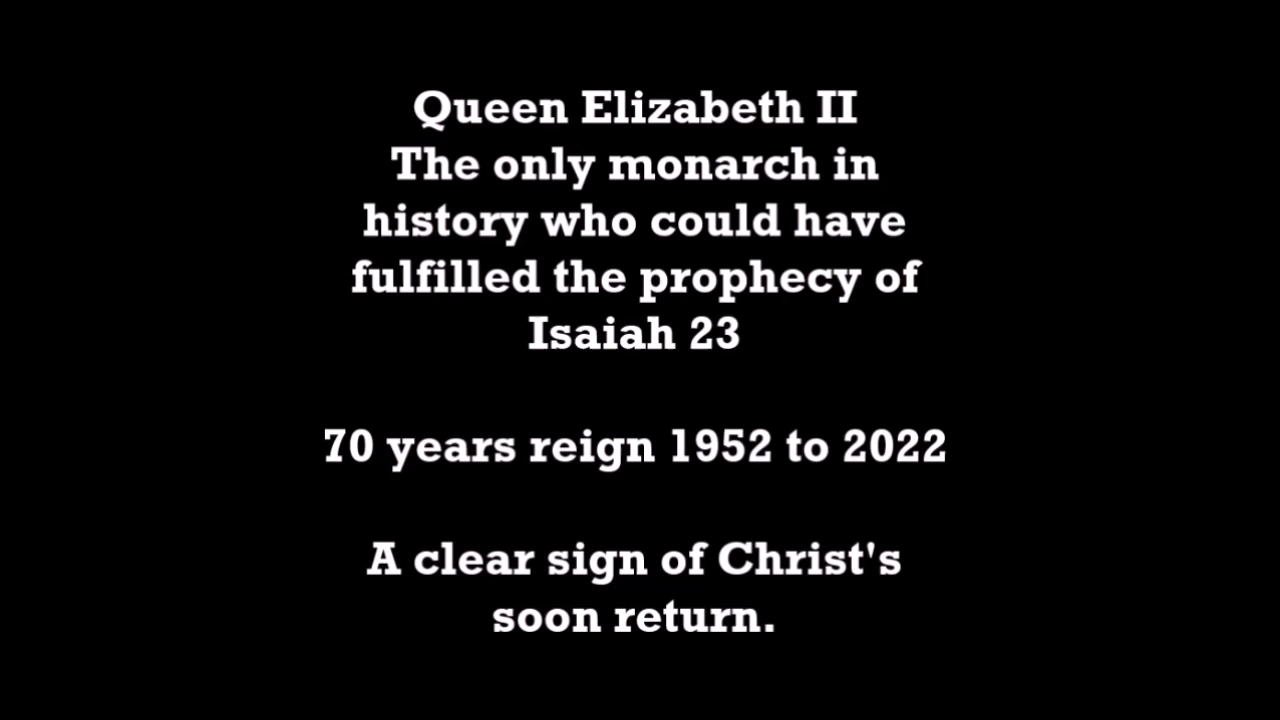 Queen Elizabeth II
The only monarch in
history who could have
fulfilled the prophecy of
Isaiah 23
70 years reign 1952 to 2022
A clear sign of Christ's
soon return.